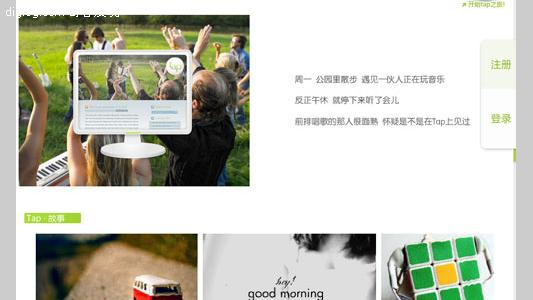 开始tap之旅!
周一 公园里散步 遇见一伙人正在玩音乐
反正午休 就停下来听了会儿
前排唱歌的那人很面熟 怀疑是不是在Tap上见过
注册
登录
tap
Tap · 故事
hey!
good morning